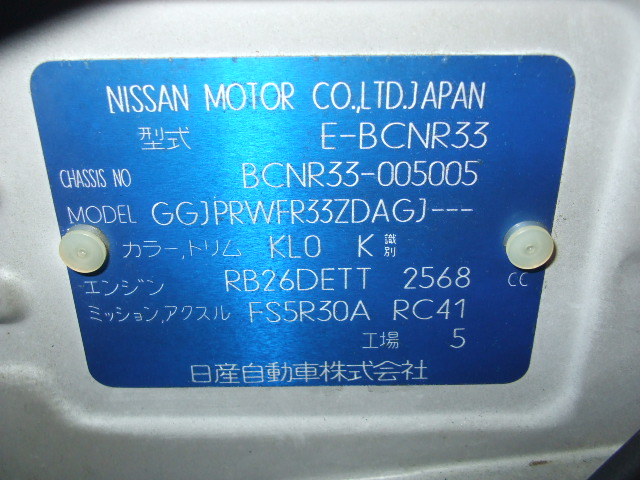 NISSAN MOTOR CO.,LTD.JAPAN
型式 E-BCNR33
CHASSIS NO BCNR33-005005
MODEL GGJPRWFR33ZDAGJ---
カラー,トリム KL0 K 識別
エンジン RB26DETT 2568 CC
ミッション,アクスル FS5R30A RC41
工場 5
日産自動車株式会社